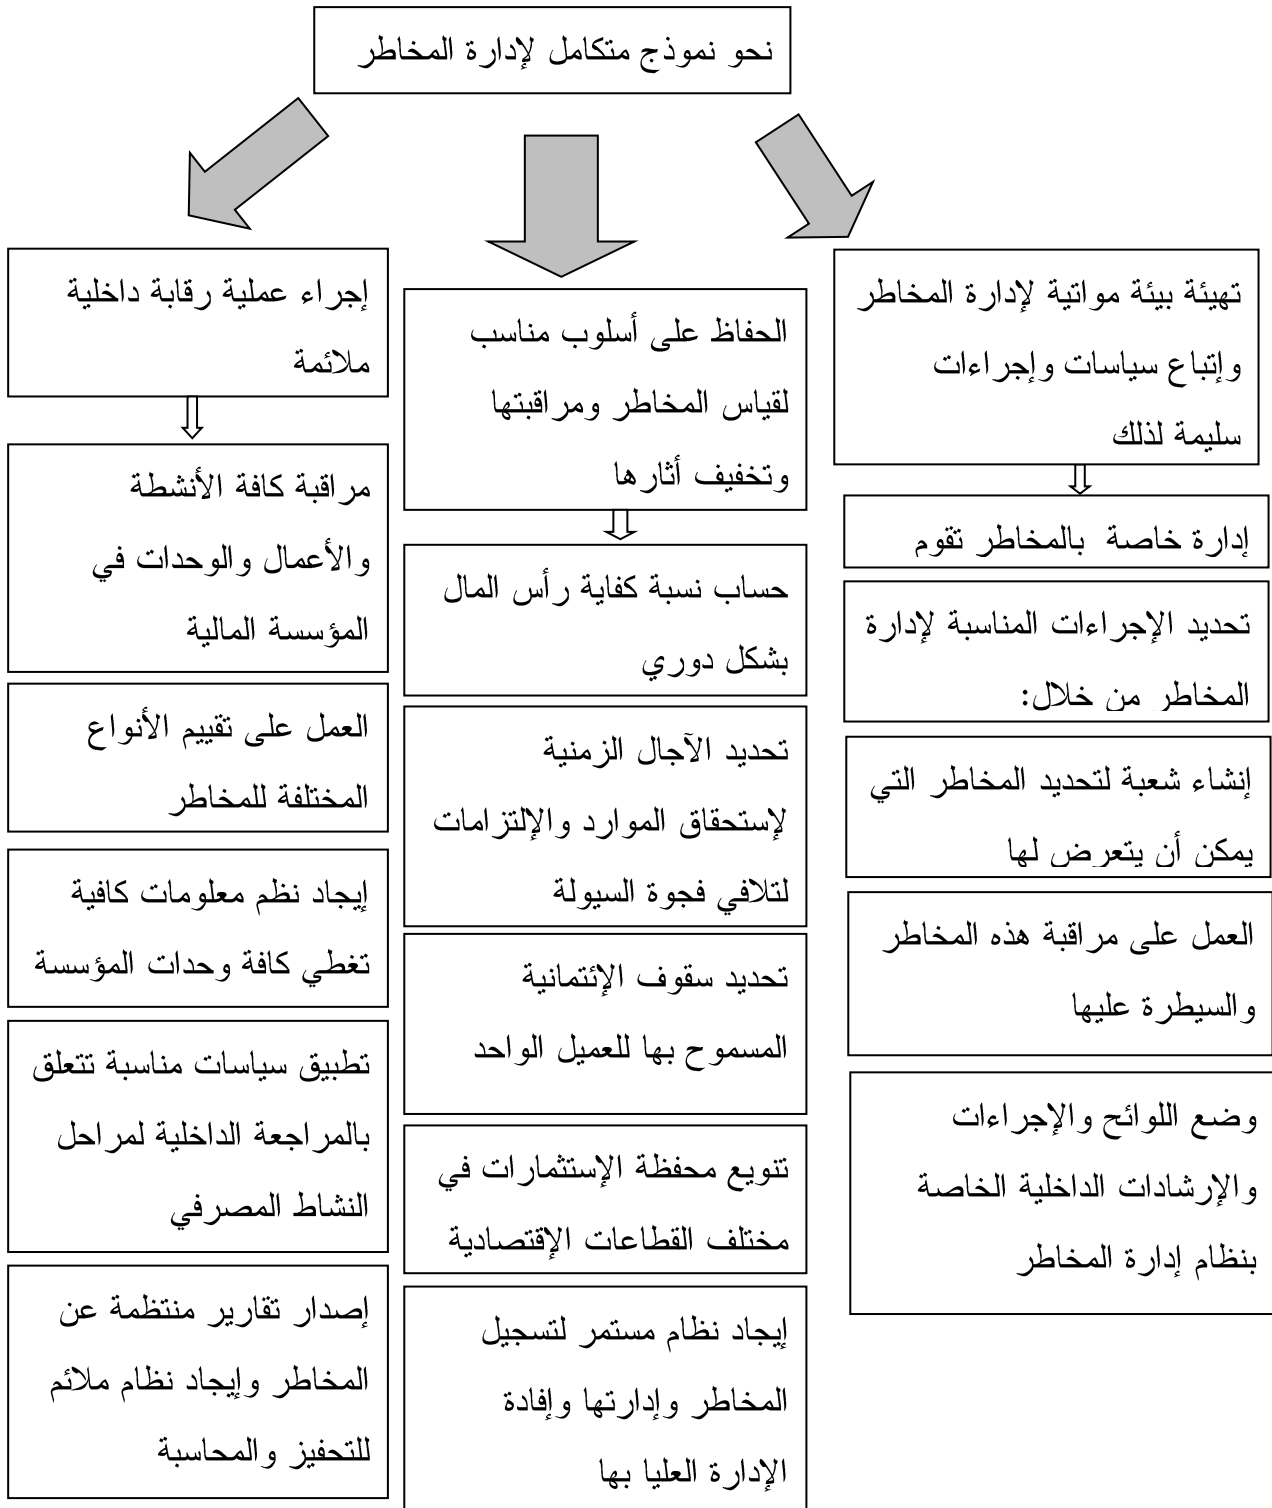 نحو نموذج متكامل لإدارة المخاطر
تهيئة بيئة مواتية لإدارة المخاطر
وإتباع سياسات وإجراءات
سليمة لذلك
إدارة خاصة بالمخاطر تقوم
تحديد الإجراءات المناسبة لإدارة
المخاطر من خلال:
إنشاء شعبة لتحديد المخاطر التي
يمكن أن يتعرض لها
العمل على مراقبة هذه المخاطر
والسيطرة عليها
وضع اللوائح والإجراءات
والإرشادات الداخلية الخاصة
بنظام إدارة المخاطر
الحفاظ على أسلوب مناسب
لقياس المخاطر ومراقبتها
وتخفيف أثارها
حساب نسبة كفاية رأس المال
بشكل دوري
تحديد الآجال الزمنية
لإستحقاق الموارد والإلتزامات
لتلافي فجوة السيولة
تحديد سقوف الإئتمانية
المسموح بها للعميل الواحد
تنويع محفظة الإستثمارات في
مختلف القطاعات الإقتصادية
إيجاد نظام مستمر لتسجيل
المخاطر وإدارتها وإفادة
الإدارة العليا بها
إجراء عملية رقابة داخلية
ملائمة
مراقبة كافة الأنشطة
والأعمال والوحدات في
المؤسسة المالية
العمل على تقييم الأنواع
المختلفة للمخاطر
إيجاد نظم معلومات كافية
تغطي كافة وحدات المؤسسة
تطبيق سياسات مناسبة تتعلق
بالمراجعة الداخلية لمراحل
النشاط المصرفي
إصدار تقارير منتظمة عن
المخاطر وإيجاد نظام ملائم
للتحفيز والمحاسبة